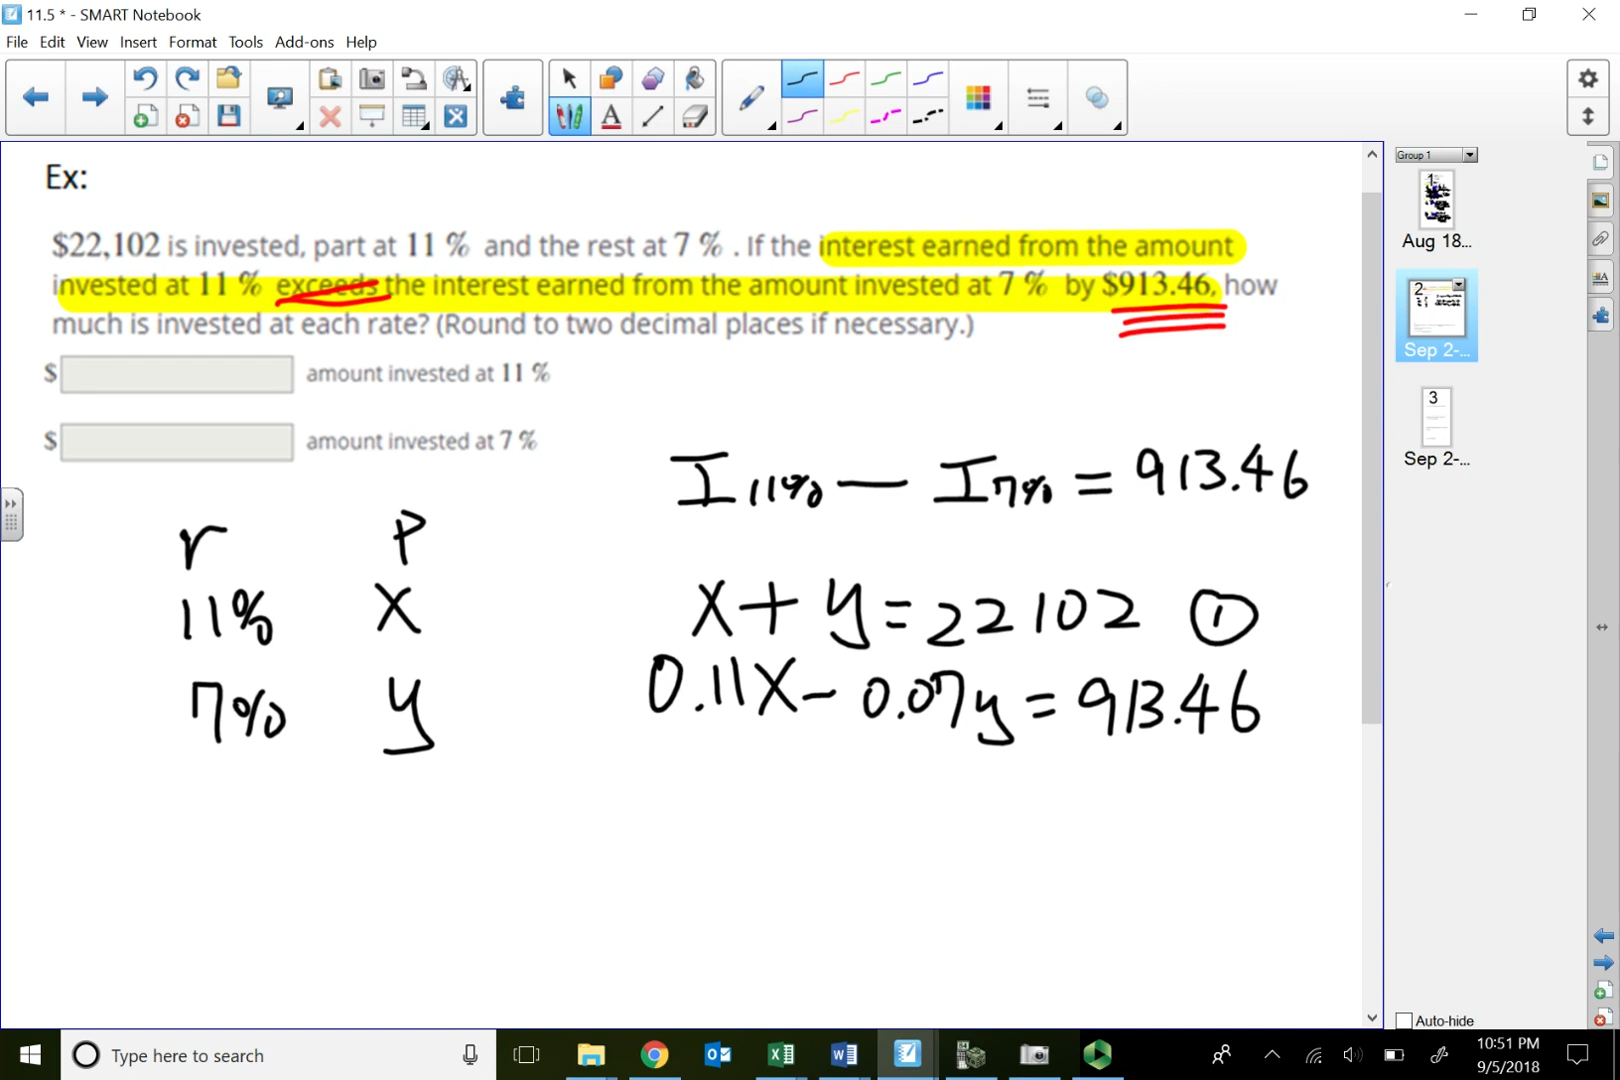 11.5 * - SMART Notebook
File Edit View Insert Format Tools Add-ons Help
Ex:
$22,102 is invested, part at 11 % and the rest at 7 % . If the interest earned from the amount
invested at 11 % exceeds the interest earned from the amount invested at 7 % by $913.46, how
much is invested at each rate? (Round to two decimal places if necessary.)
$ amount invested at 11 %
$ amount invested at 7 %
I 11% — I 7% = 913.46
r P
11% X
7% y
X + y = 22102 ①
0.11X - 0.07y = 913.46
Group 1
1
Aug 18...
2
Sep 2-...
3
Sep 2-...
Auto-hide
Type here to search
10:51 PM
9/5/2018